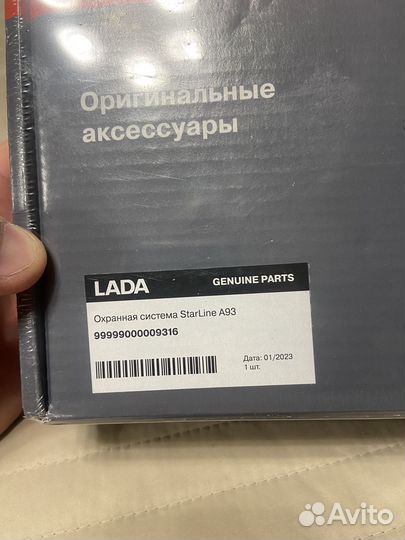 Оригинальные
аксессуары
LADA GENUINE PARTS
Охранная система StarLine A93
99999000009316
Дата: 01/2023
1 шт.
Avito